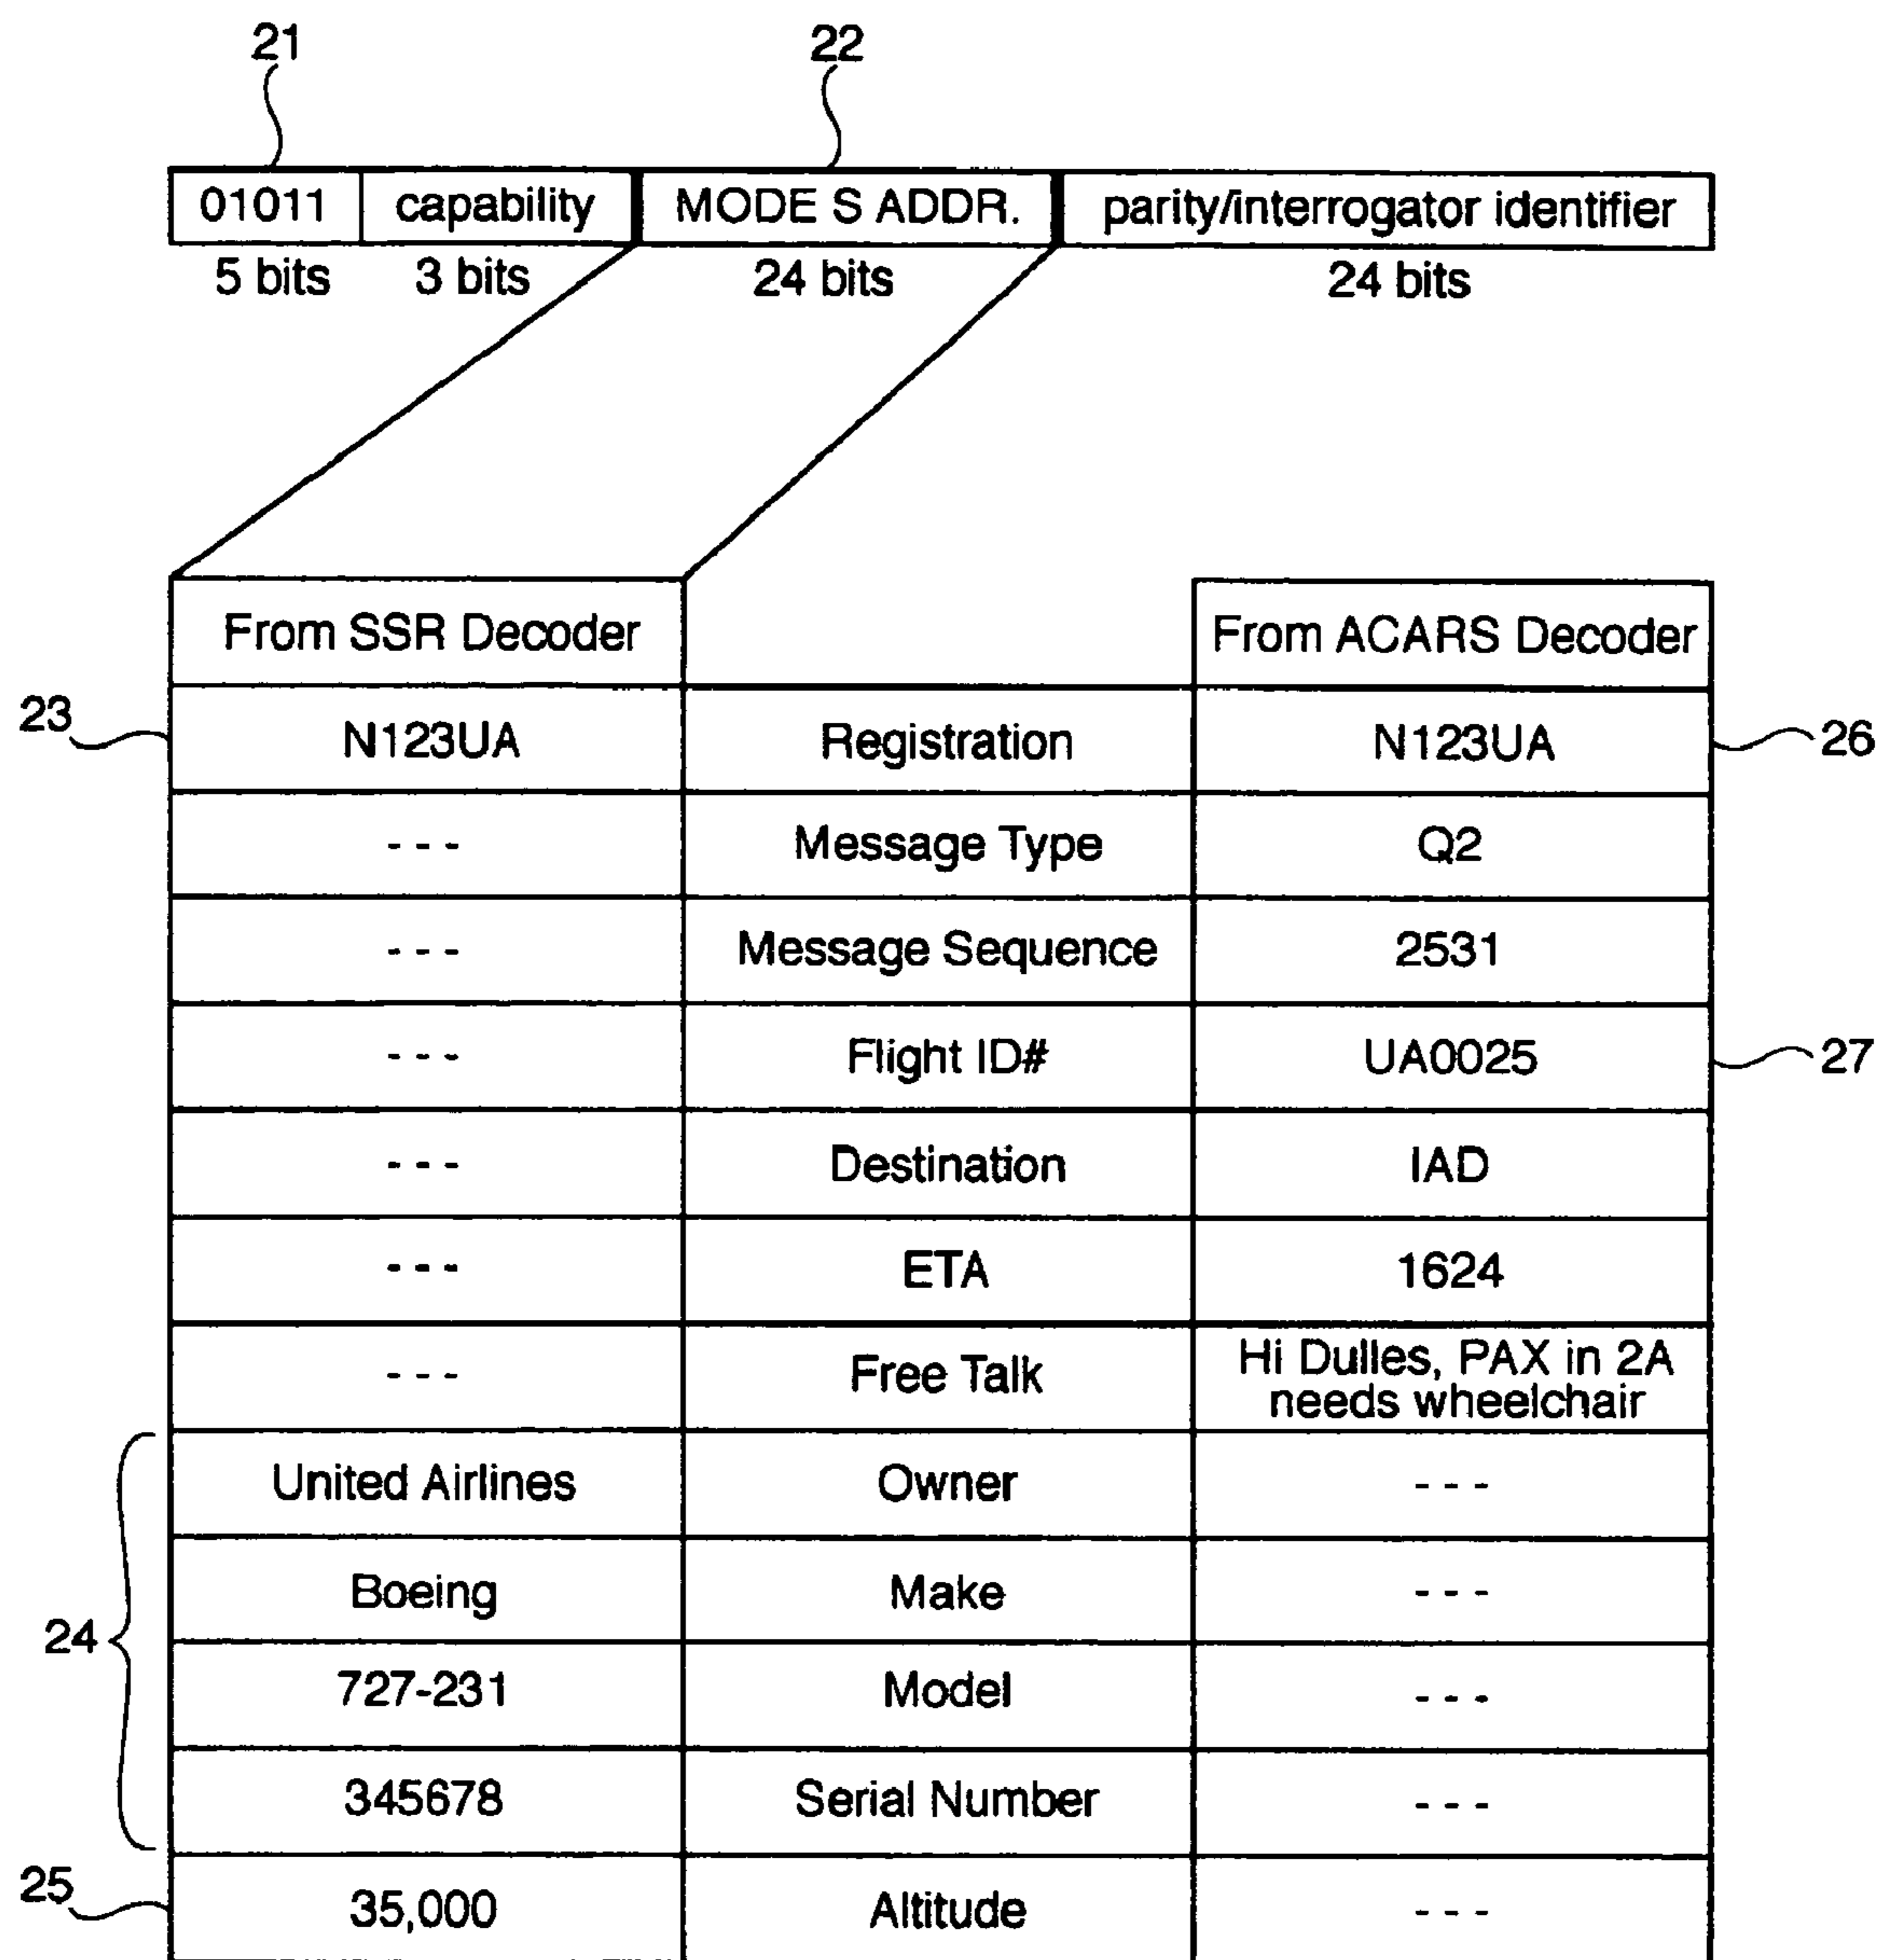 21 22
01011 capability MODE S ADDR. parity/interrogator identifier
5 bits 3 bits 24 bits 24 bits
From SSR Decoder From ACARS Decoder
23 N123UA Registration N123UA 26
--- Message Type Q2
--- Message Sequence 2531
--- Flight ID# UA0025 27
--- Destination IAD
--- ETA 1624
--- Free Talk Hi Dulles, PAX in 2A
needs wheelchair
United Airlines Owner ---
Boeing Make ---
24
727-231 Model ---
345678 Serial Number ---
25 35,000 Altitude ---